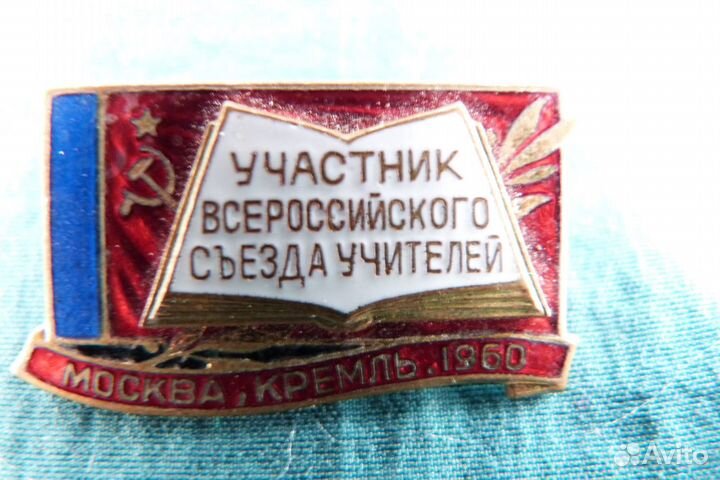 УЧАСТНИК
ВСЕРОССИЙСКОГО
СЪЕЗДА УЧИТЕЛЕЙ
МОСКВА, КРЕМЛЬ. 1960
Avito